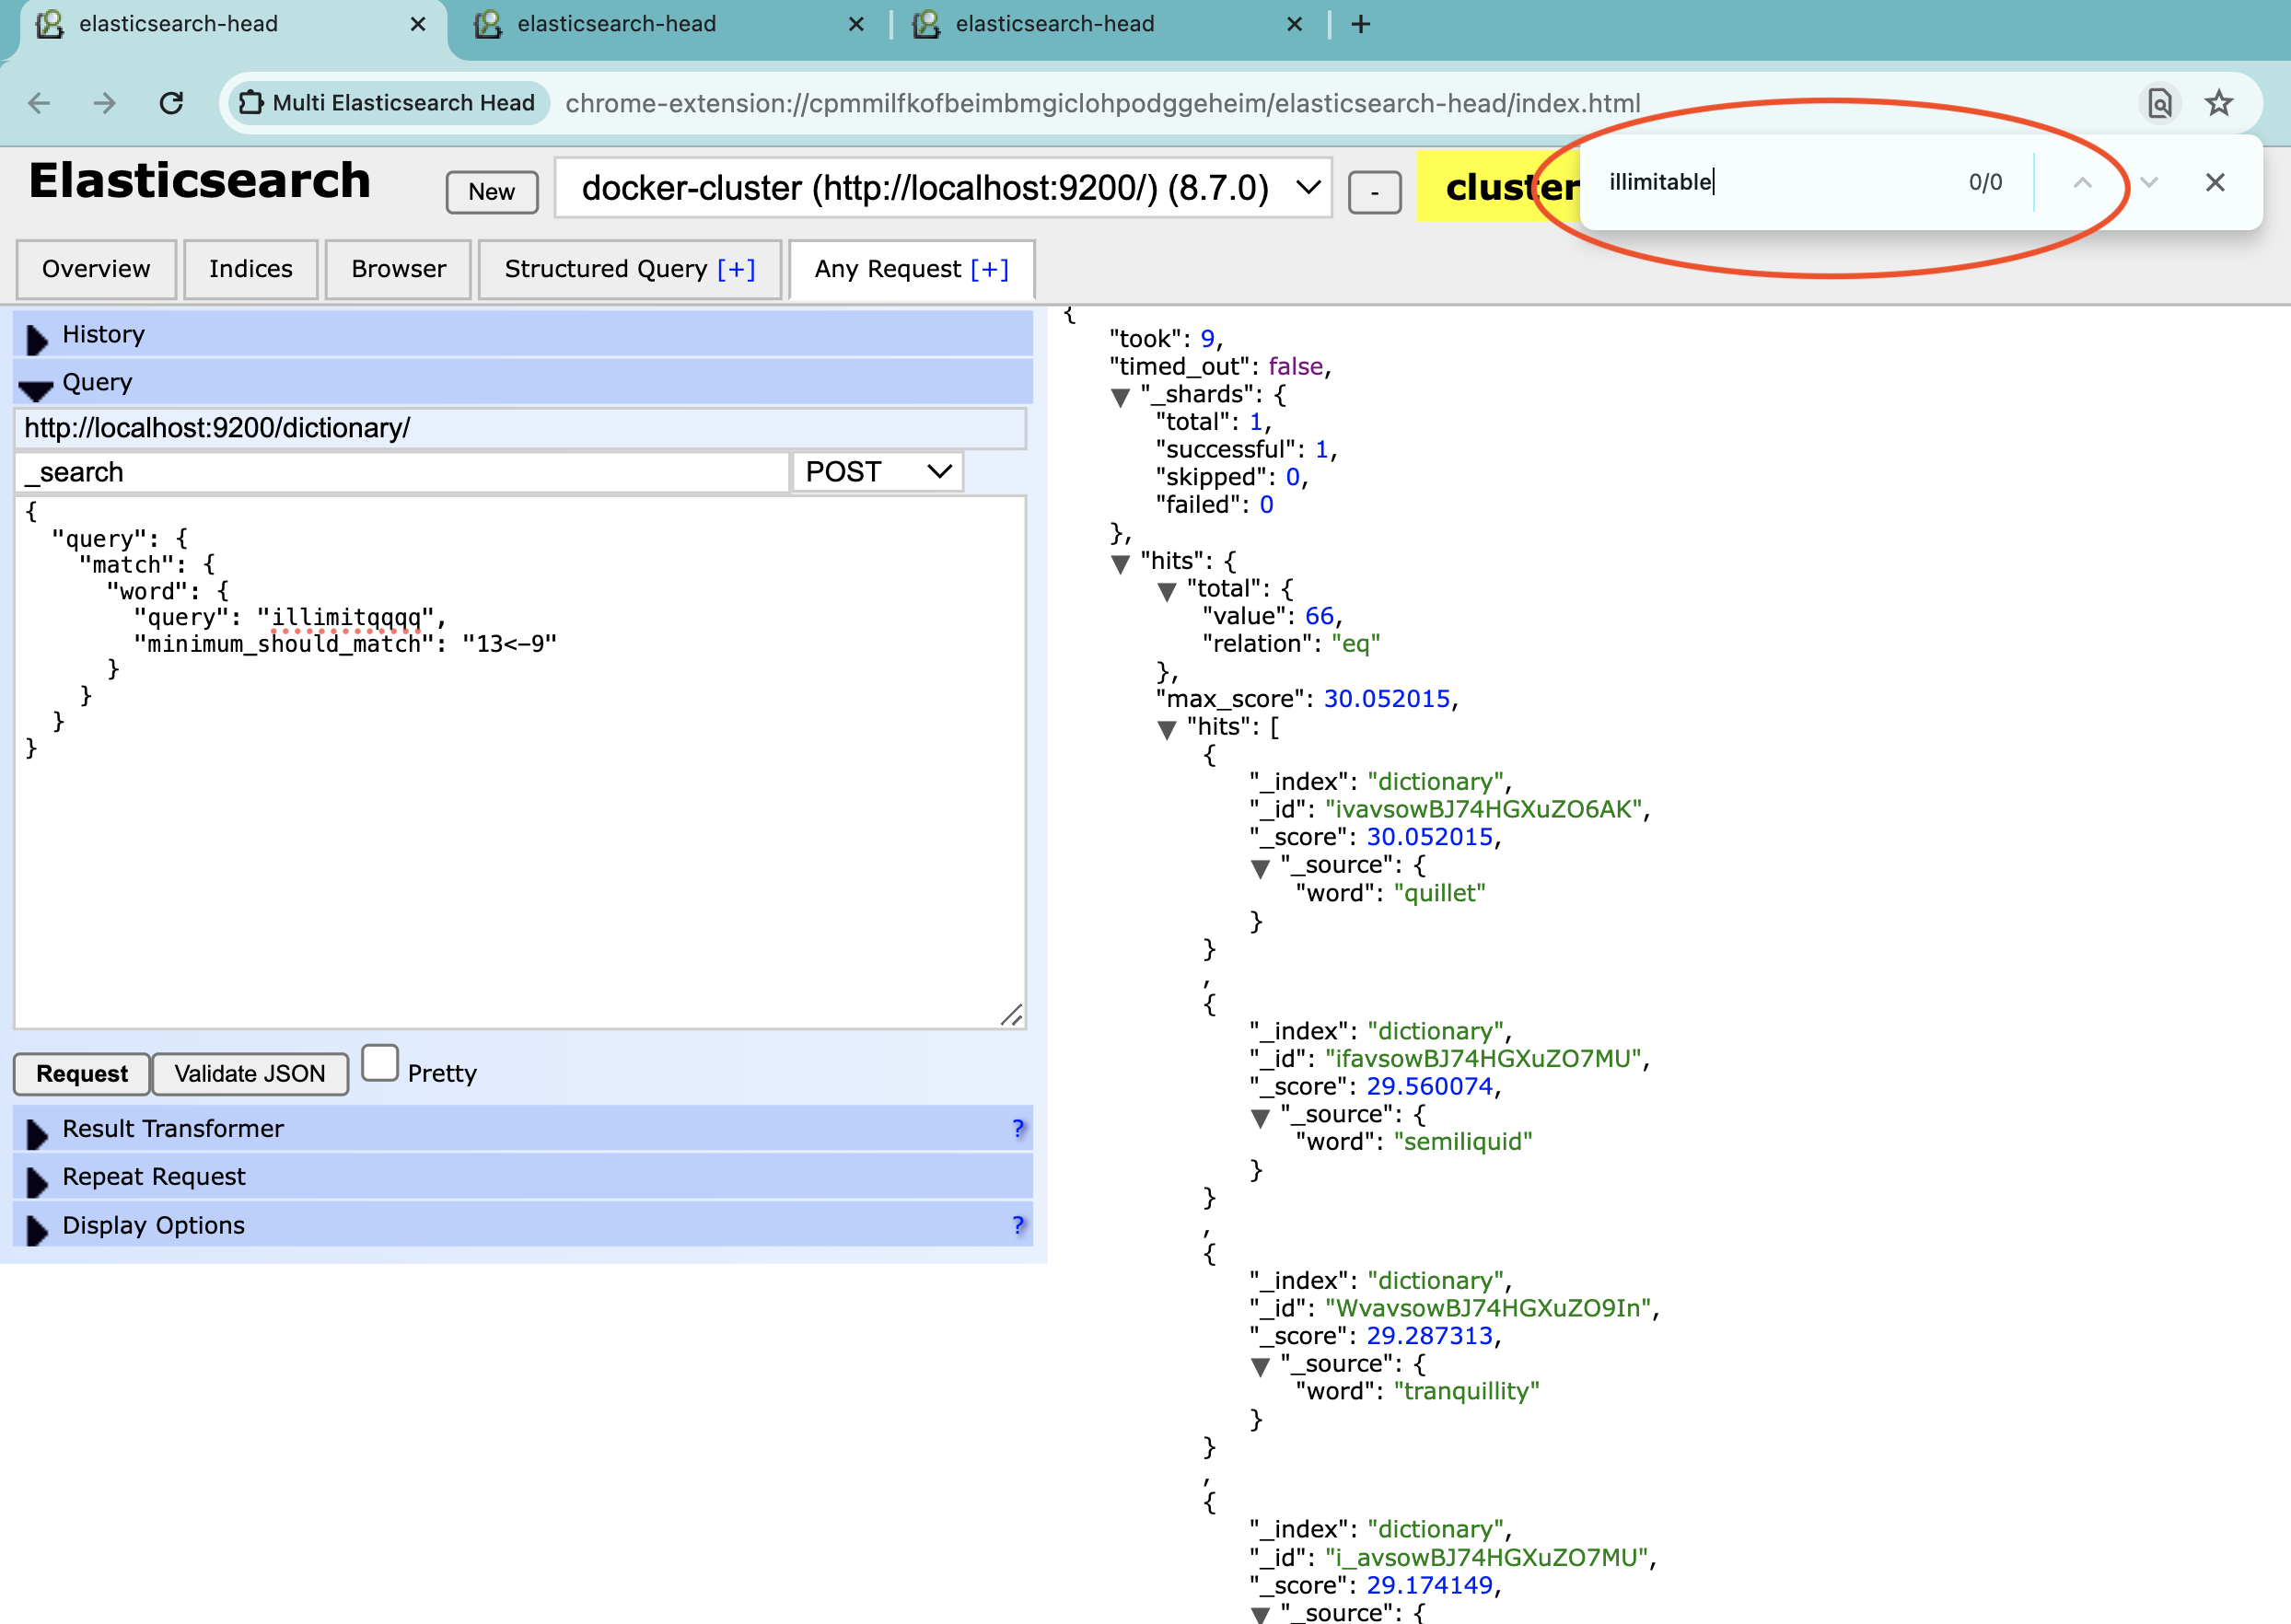 elasticsearch-head
elasticsearch-head
elasticsearch-head
Multi Elasticsearch Head
chrome-extension://cpmmilfkofbeimbmgiclohpodggeheim/elasticsearch-head/index.html
Elasticsearch
New
docker-cluster (http://localhost:9200/) (8.7.0)
-
cluster
illimitable
0/0
Overview
Indices
Browser
Structured Query [+]
Any Request [+]
History
Query
http://localhost:9200/dictionary/
_search
POST
{
"query": {
"match": {
"word": {
"query": "illimitqqqq",
"minimum_should_match": "13<-9"
}
}
}
}
Request
Validate JSON
Pretty
Result Transformer ?
Repeat Request
Display Options ?
{
"took": 9,
"timed_out": false,
"_shards": {
"total": 1,
"successful": 1,
"skipped": 0,
"failed": 0
},
"hits": {
"total": {
"value": 66,
"relation": "eq"
},
"max_score": 30.052015,
"hits": [
{
"_index": "dictionary",
"_id": "ivavsowBJ74HGXuZO6AK",
"_score": 30.052015,
"_source": {
"word": "quillet"
}
}
,
{
"_index": "dictionary",
"_id": "ifavsowBJ74HGXuZO7MU",
"_score": 29.560074,
"_source": {
"word": "semiliquid"
}
}
,
{
"_index": "dictionary",
"_id": "WvavsowBJ74HGXuZO9In",
"_score": 29.287313,
"_source": {
"word": "tranquillity"
}
}
,
{
"_index": "dictionary",
"_id": "i_avsowBJ74HGXuZO7MU",
"_score": 29.174149,
"_source": {